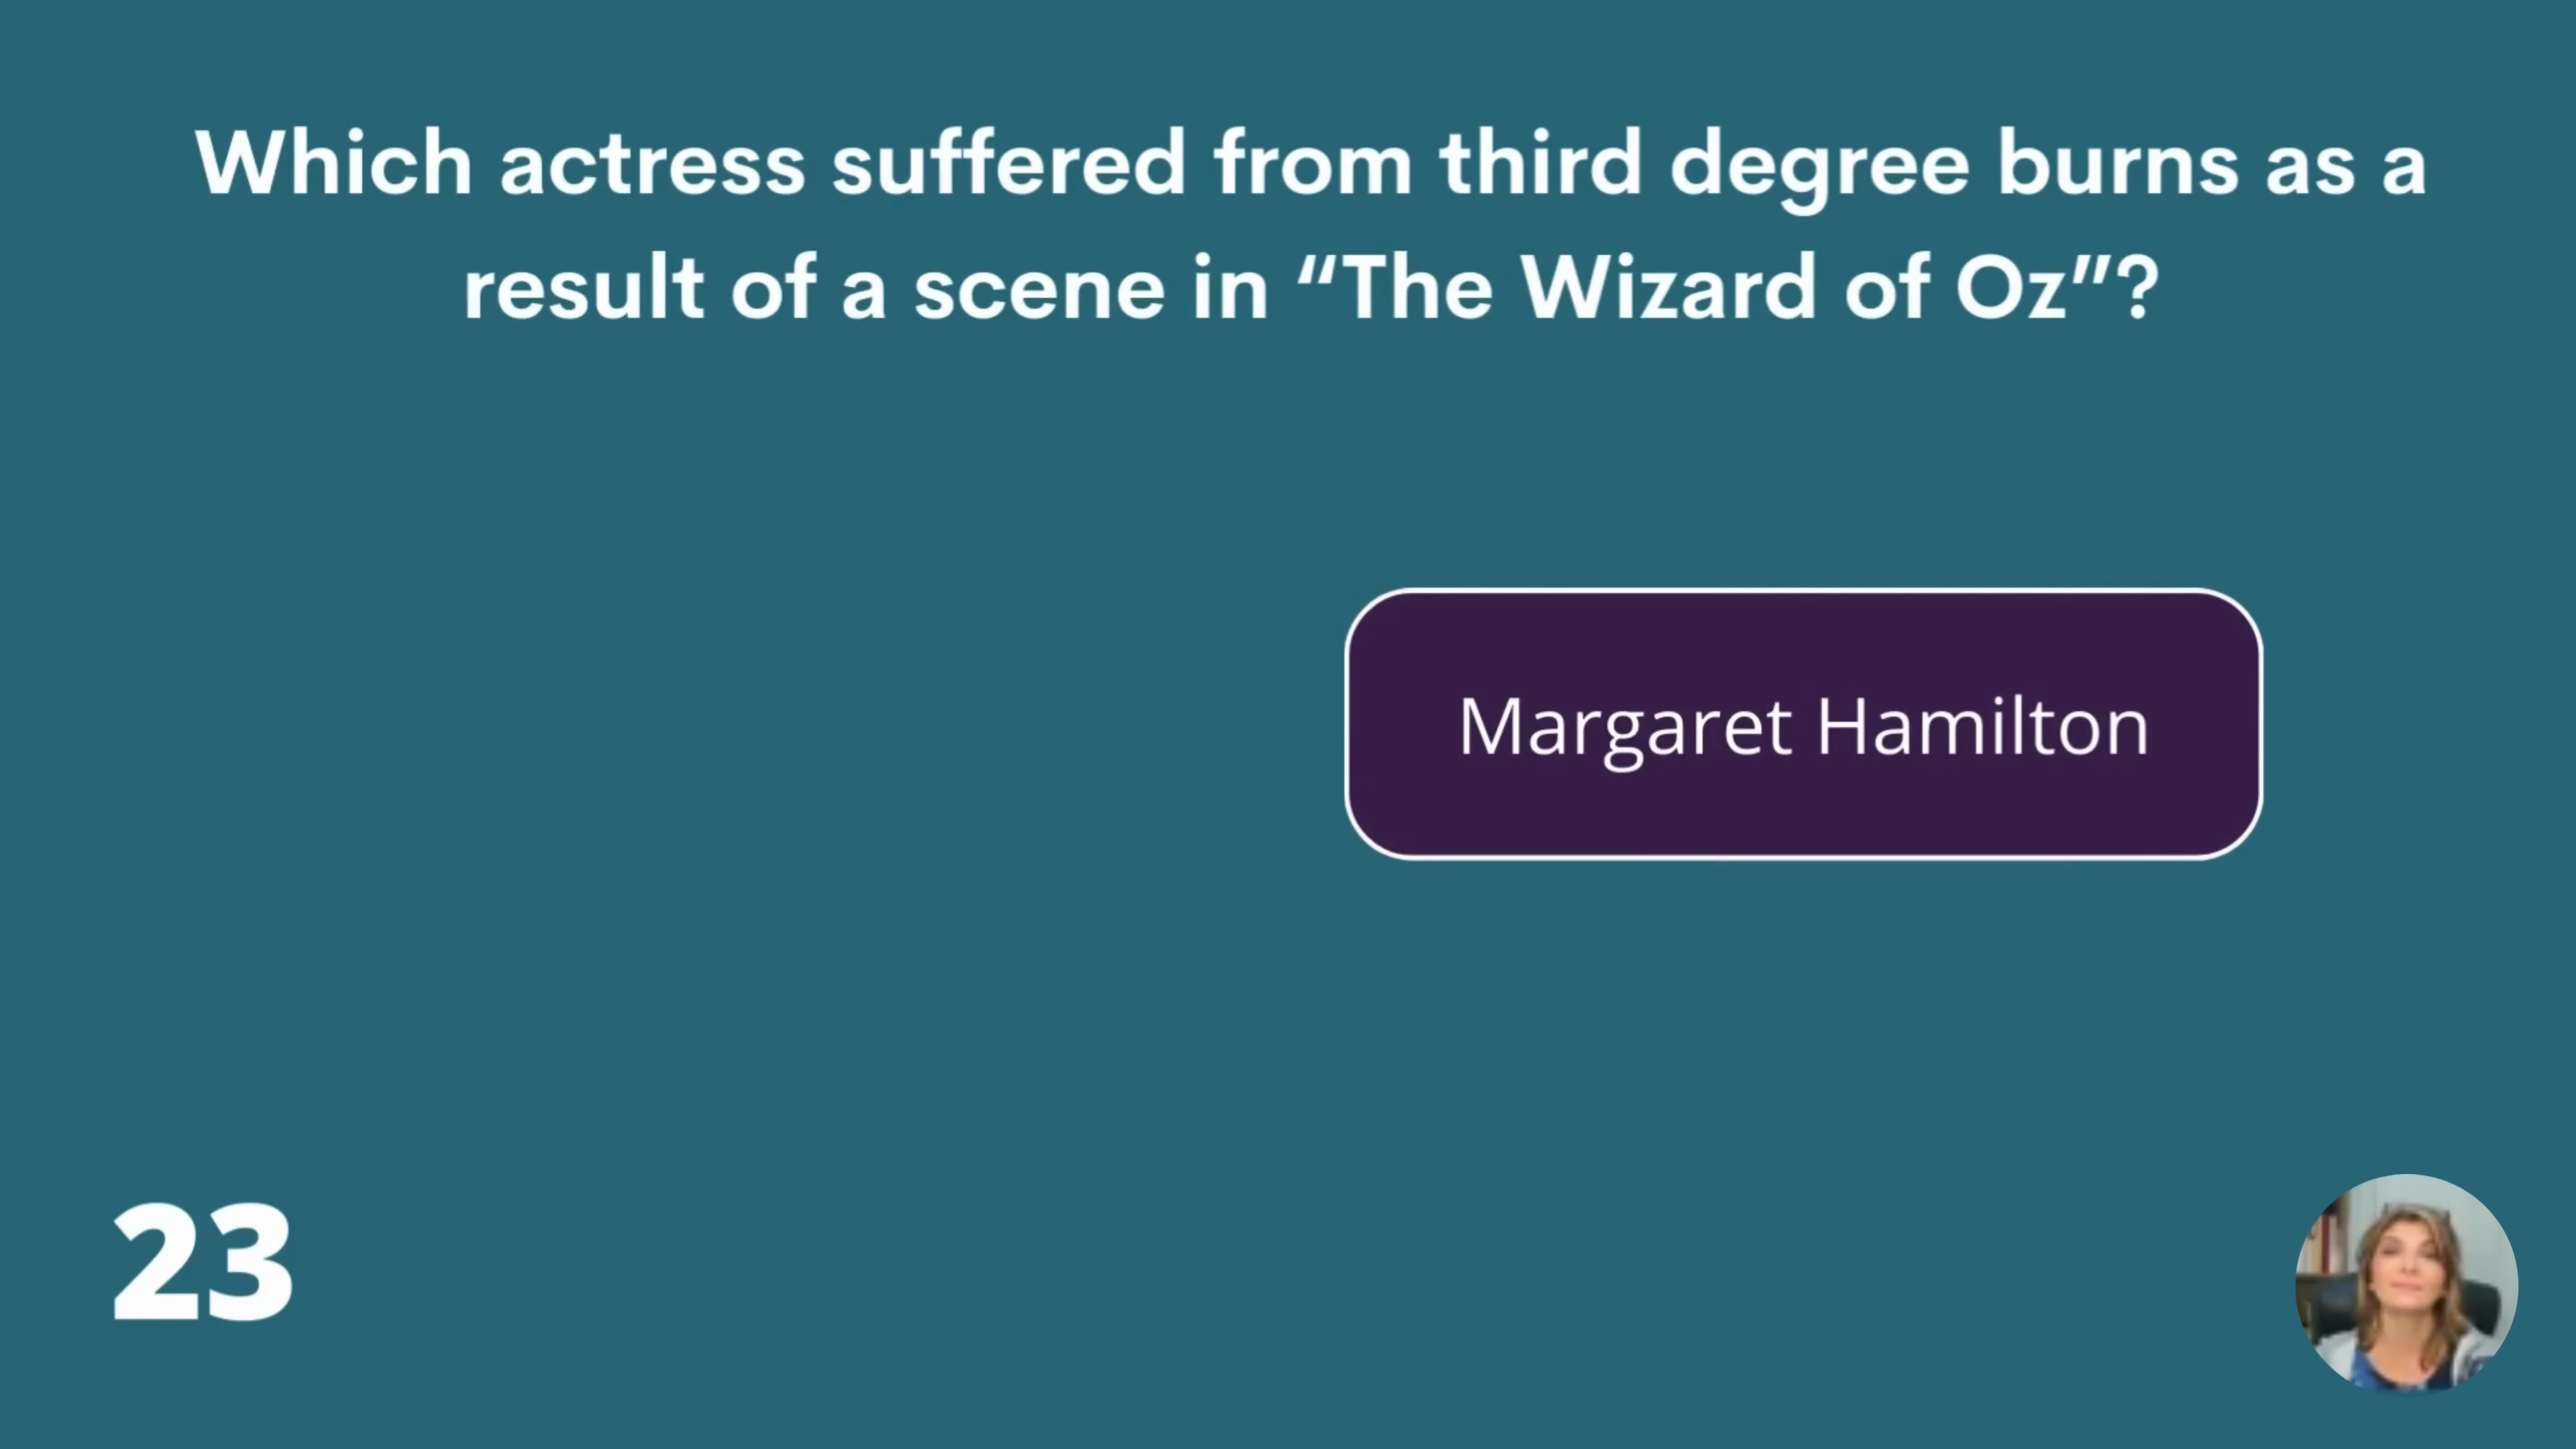 Which actress suffered from third degree burns as a
result of a scene in “The Wizard of Oz”?
Margaret Hamilton
23